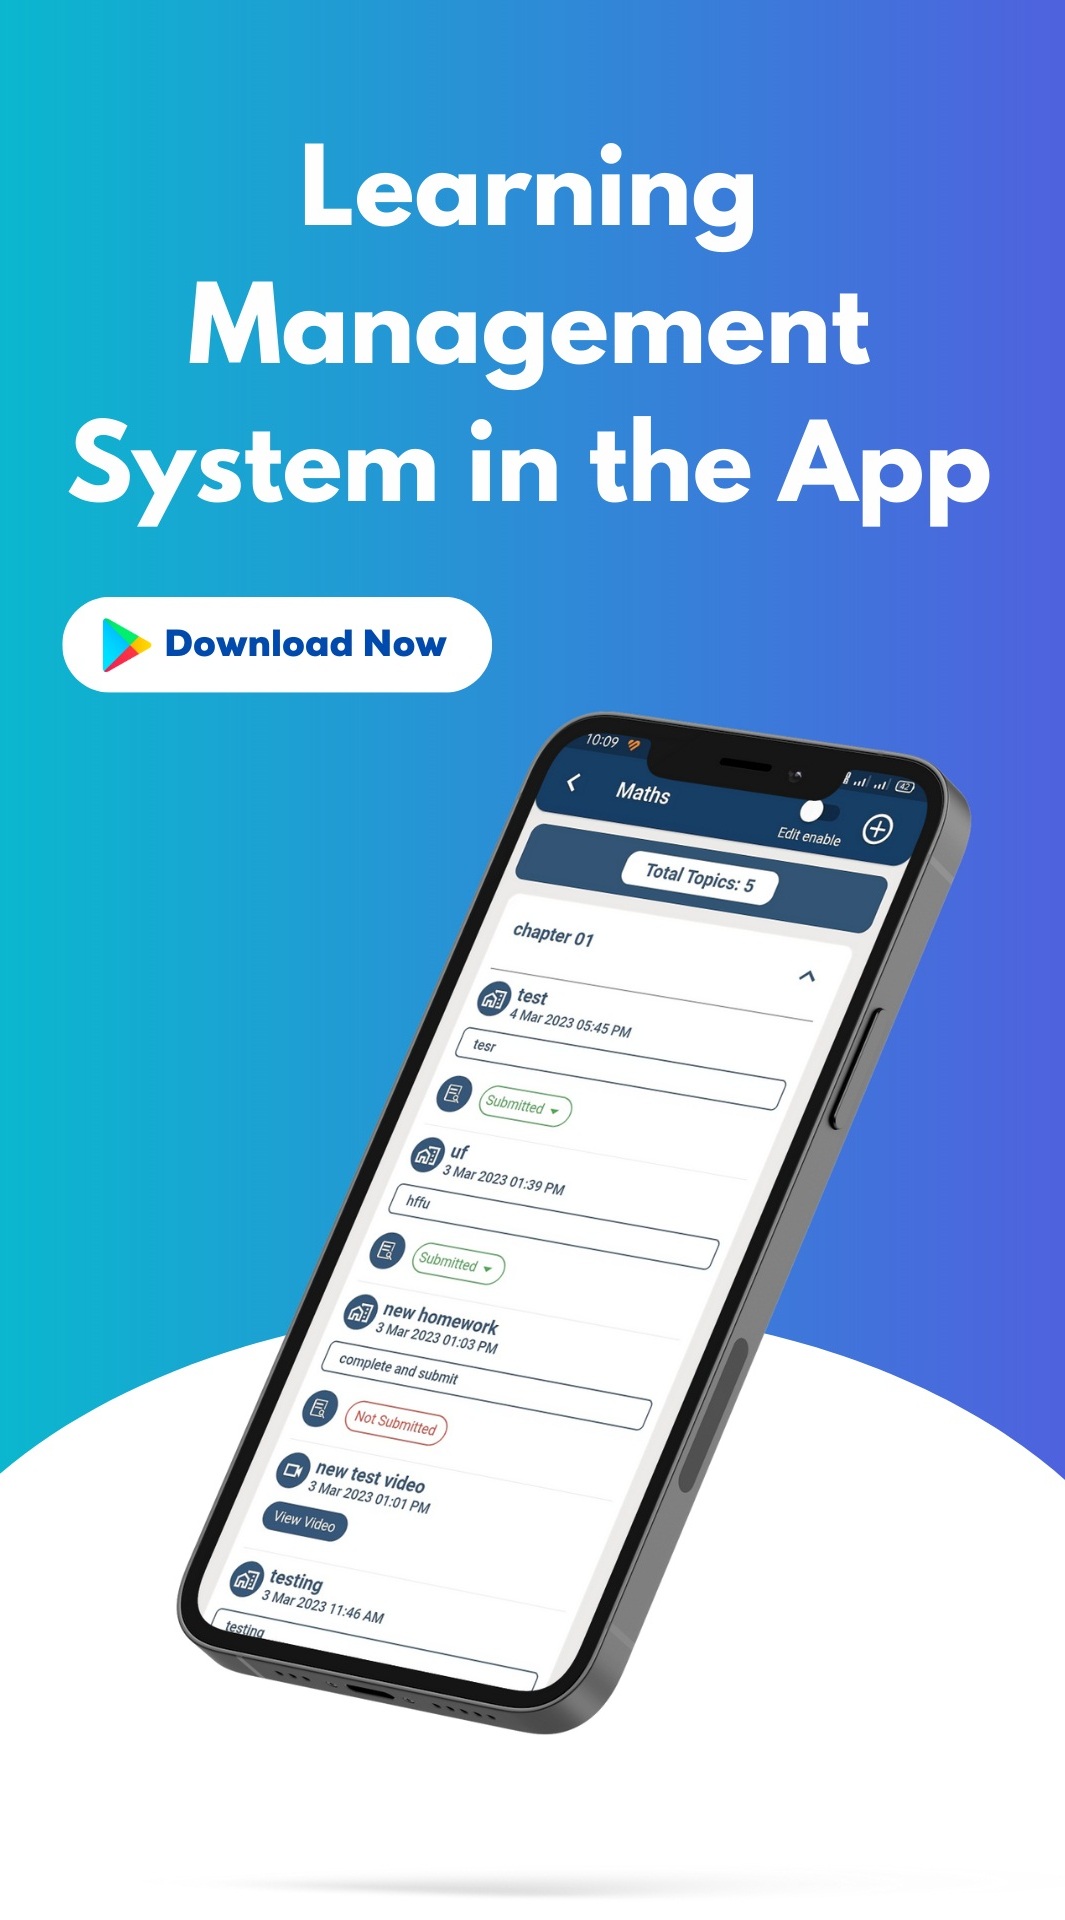 Learning
Management
System in the App
Download Now
10:09
42
Maths
Edit enable
Total Topics: 5
chapter 01
test
4 Mar 2023 05:45 PM
tesr
Submitted
uf
3 Mar 2023 01:39 PM
hffu
Submitted
new homework
3 Mar 2023 01:03 PM
complete and submit
Not Submitted
new test video
3 Mar 2023 01:01 PM
View Video
testing
3 Mar 2023 11:46 AM
testing